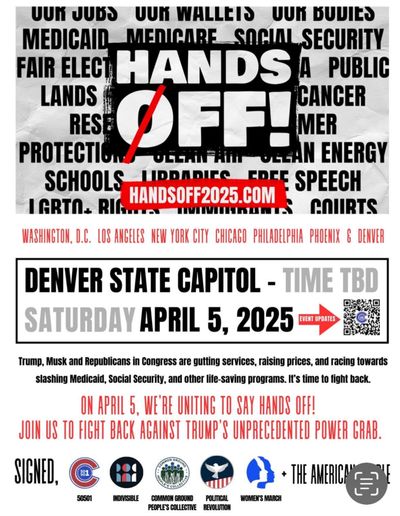 OUR JOBS OUR WALLETS OUR BODIES
MEDICAID MEDICARE SOCIAL SECURITY
FAIR ELECT PUBLIC
LANDS CANCER
HANDS
OFF!
PROTECTION CLEAN AIR CLEAN ENERGY
HANDSOFF2025.COM
SCHOOLS LIBRARIES FREE SPEECH
LGBTQ+ RIGHTS IMMIGRANTS COURTS
WASHINGTON, D.C. LOS ANGELES NEW YORK CITY CHICAGO PHILADELPHIA PHOENIX & DENVER
DENVER STATE CAPITOL - TIME TBD
SATURDAY APRIL 5, 2025
EVENT UPDATES
Trump, Musk and Republicans in Congress are gutting services, raising prices, and racing towards
slashing Medicaid, Social Security, and other life-saving programs. It's time to fight back.
ON APRIL 5, WE'RE UNITING TO SAY HANDS OFF!
JOIN US TO FIGHT BACK AGAINST TRUMP'S UNPRECEDENTED POWER GRAB.
SIGNED,
+ THE AMERICAN
50501
INDIVISIBLE
COMMON GROUND
PEOPLE'S COLLECTIVE
POLITICAL
REVOLUTION
WOMEN'S MARCH